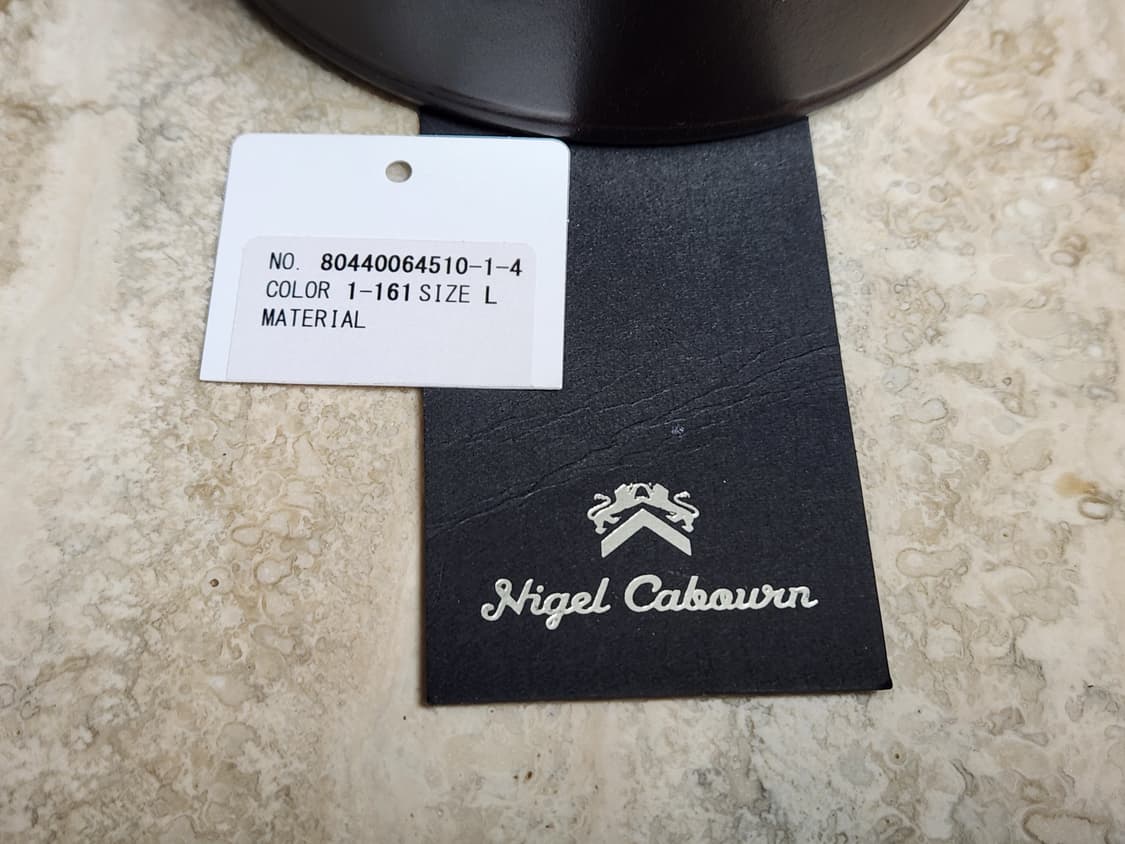 NO. 80440064510-1-4
COLOR 1-161 SIZE L
MATERIAL
Nigel Cabourn